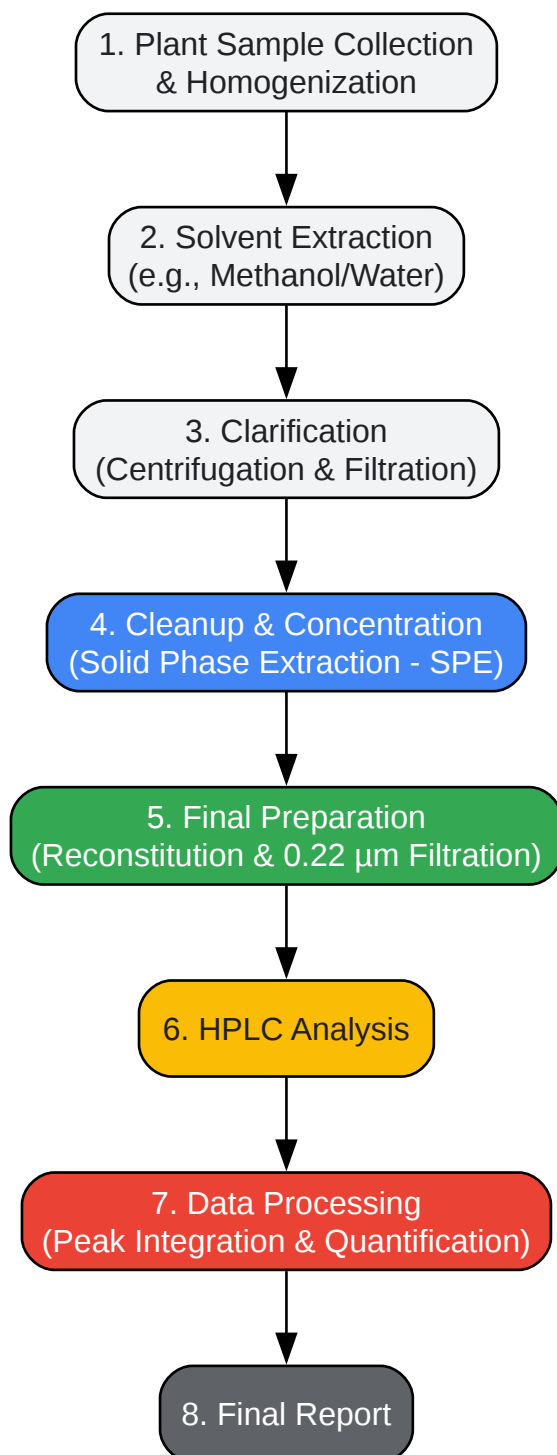 1. Plant Sample Collection
& Homogenization
2. Solvent Extraction
(e.g., Methanol/Water)
3. Clarification
(Centrifugation & Filtration)
4. Cleanup & Concentration
(Solid Phase Extraction - SPE)
5. Final Preparation
(Reconstitution & 0.22 µm Filtration)
6. HPLC Analysis
7. Data Processing
(Peak Integration & Quantification)
8. Final Report